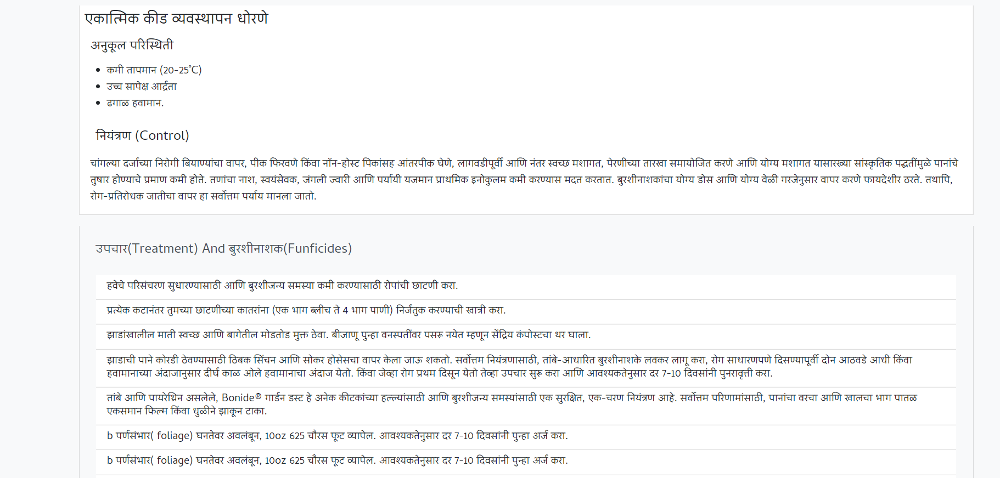 एकात्मिक कीड व्यवस्थापन धोरणे
अनुकूल परिस्थिती
• कमी तापमान (20-25°C)
• उच्च सापेक्ष आर्द्रता
• ढगाळ हवामान.
नियंत्रण (Control)
चांगल्या दर्जाच्या निरोगी बियाण्यांचा वापर, पीक फिरवणे किंवा नॉन-होस्ट पिकांसह आंतरपीक घेणे, लागवडीपूर्वी आणि नंतर स्वच्छ मशागत, पेरणीच्या तारखा समायोजित करणे आणि योग्य मशागत यासारख्या सांस्कृतिक पद्धतींमुळे पानांचे
तुषार होण्याचे प्रमाण कमी होते. तणांचा नाश, स्वयंसेवक, जंगली ज्वारी आणि पर्यायी यजमान प्राथमिक इनोकुलम कमी करण्यास मदत करतात. बुरशीनाशकांचा योग्य डोस आणि योग्य वेळी गरजेनुसार वापर करणे फायदेशीर ठरते. तथापि,
रोग-प्रतिरोधक जातीचा वापर हा सर्वोत्तम पर्याय मानला जातो.
उपचार(Treatment) And बुरशीनाशक(Funficides)
हवेचे परिसंचरण सुधारण्यासाठी आणि बुरशीजन्य समस्या कमी करण्यासाठी रोपांची छाटणी करा.
प्रत्येक कटानंतर तुमच्या छाटणीच्या कातरांना (एक भाग ब्लीच ते 4 भाग पाणी) निर्जंतुक करण्याची खात्री करा.
झाडांखालील माती स्वच्छ आणि बागेतील मोडतोड मुक्त ठेवा. बीजाणू पुन्हा वनस्पतींवर पसरू नयेत म्हणून सेंद्रिय कंपोस्टचा थर घाला.
झाडाची पाने कोरडी ठेवण्यासाठी ठिबक सिंचन आणि सोकर होसेसचा वापर केला जाऊ शकतो. सर्वोत्तम नियंत्रणासाठी, तांबे-आधारित बुरशीनाशके लवकर लागू करा, रोग साधारणपणे दिसण्यापूर्वी दोन आठवडे आधी किंवा
हवामानाच्या अंदाजानुसार दीर्घ काळ ओले हवामानाचा अंदाज येतो. किंवा जेव्हा रोग प्रथम दिसून येतो तेव्हा उपचार सुरू करा आणि आवश्यकतेनुसार दर 7-10 दिवसांनी पुनरावृत्ती करा.
तांबे आणि पायरेथ्रिन असलेले, Bonide® गार्डन डस्ट हे अनेक कीटकांच्या हल्ल्यांसाठी आणि बुरशीजन्य समस्यांसाठी एक सुरक्षित, एक-चरण नियंत्रण आहे. सर्वोत्तम परिणामांसाठी, पानांचा वरचा आणि खालचा भाग पातळ
एकसमान फिल्म किंवा धुळीने झाकून टाका.
b पर्णसंभार( foliage) घनतेवर अवलंबून, 10oz 625 चौरस फूट व्यापेल. आवश्यकतेनुसार दर 7-10 दिवसांनी पुन्हा अर्ज करा.
b पर्णसंभार( foliage) घनतेवर अवलंबून, 10oz 625 चौरस फूट व्यापेल. आवश्यकतेनुसार दर 7-10 दिवसांनी पुन्हा अर्ज करा.